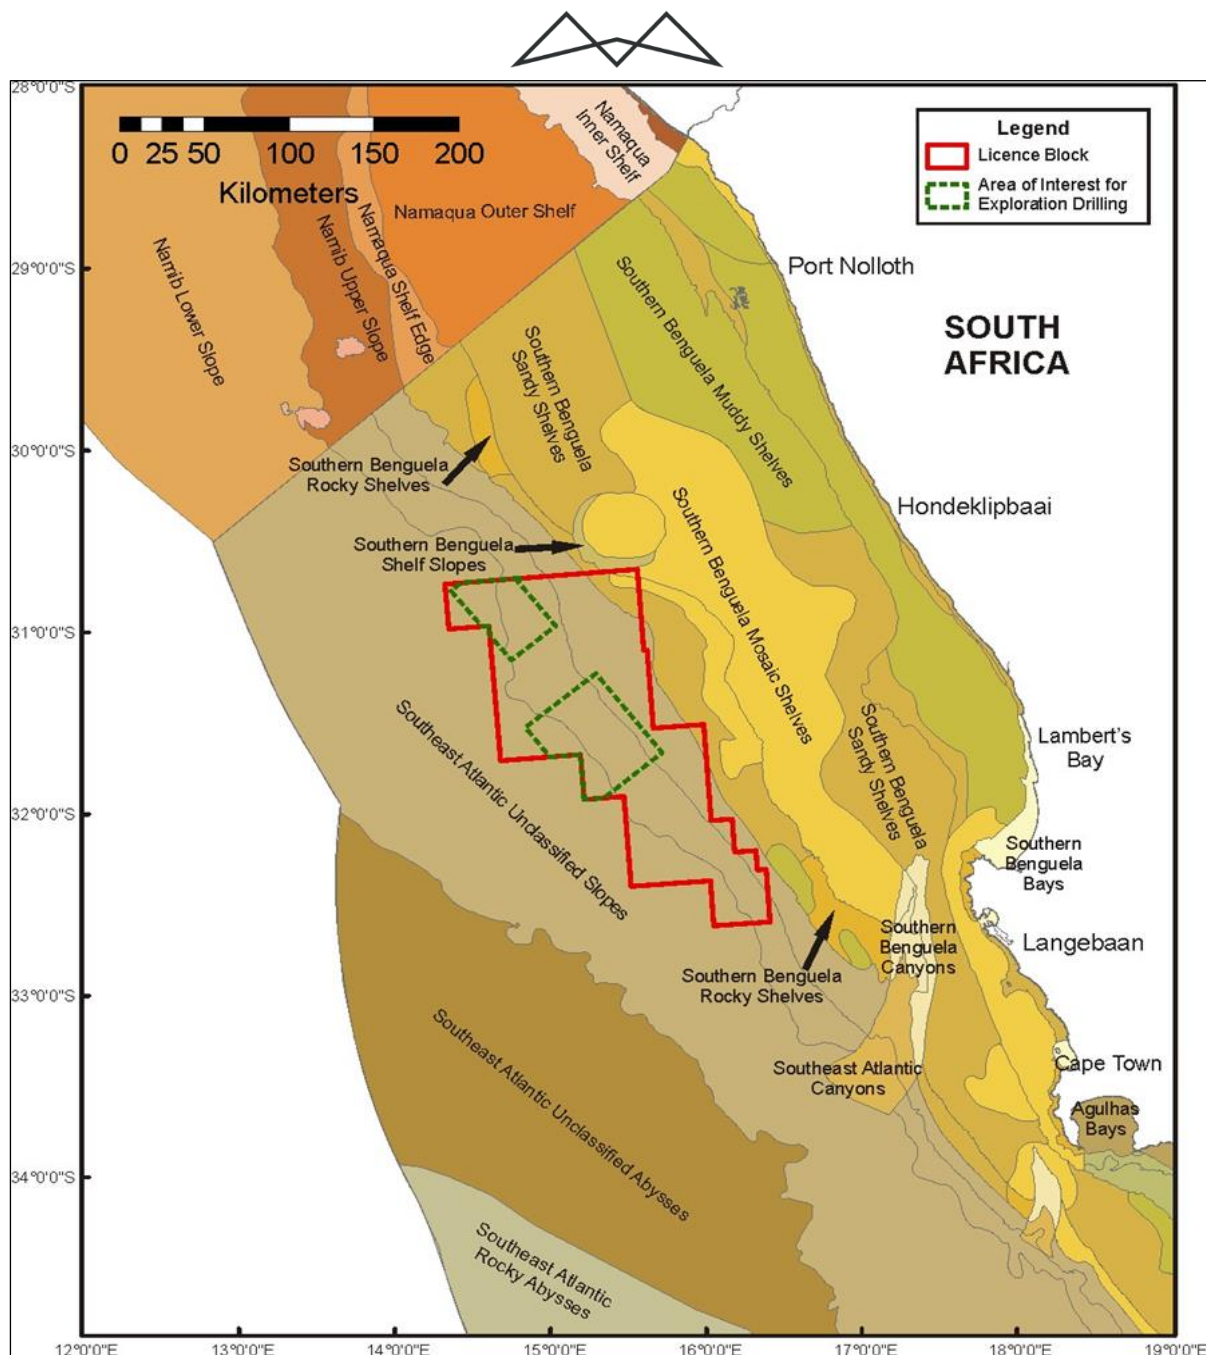 28°0'0"S
0 25 50 100 150 200
Kilometers
Namaqua
Inner Shelf
Legend
Licence Block
Area of Interest for
Exploration Drilling
Namaqua Outer Shelf
29°0'0"S
Namib Lower Slope
Namib Upper Slope
Namaqua Shelf Edge
Port Nolloth
SOUTH
AFRICA
Southern Benguela
Sandy Shelves
Southern Benguela Muddy Shelves
30°0'0"S
Southern Benguela
Rocky Shelves
Hondeklipbaai
Southern Benguela
Shelf Slopes
Southern Benguela Mosaic Shelves
31°0'0"S
Southeast Atlantic Unclassified Slopes
Southern Benguela
Sandy Shelves
Lambert's
Bay
32°0'0"S
Southern
Benguela
Bays
Southern
Benguela
Canyons
Langebaan
Southern Benguela
Rocky Shelves
33°0'0"S
Southeast Atlantic Unclassified Abysses
Southeast Atlantic
Canyons
Cape Town
Agulhas
Bays
34°0'0"S
Southeast Atlantic
Rocky Abysses
12°0'0"E 13°0'0"E 14°0'0"E 15°0'0"E 16°0'0"E 17°0'0"E 18°0'0"E 19°0'0"E